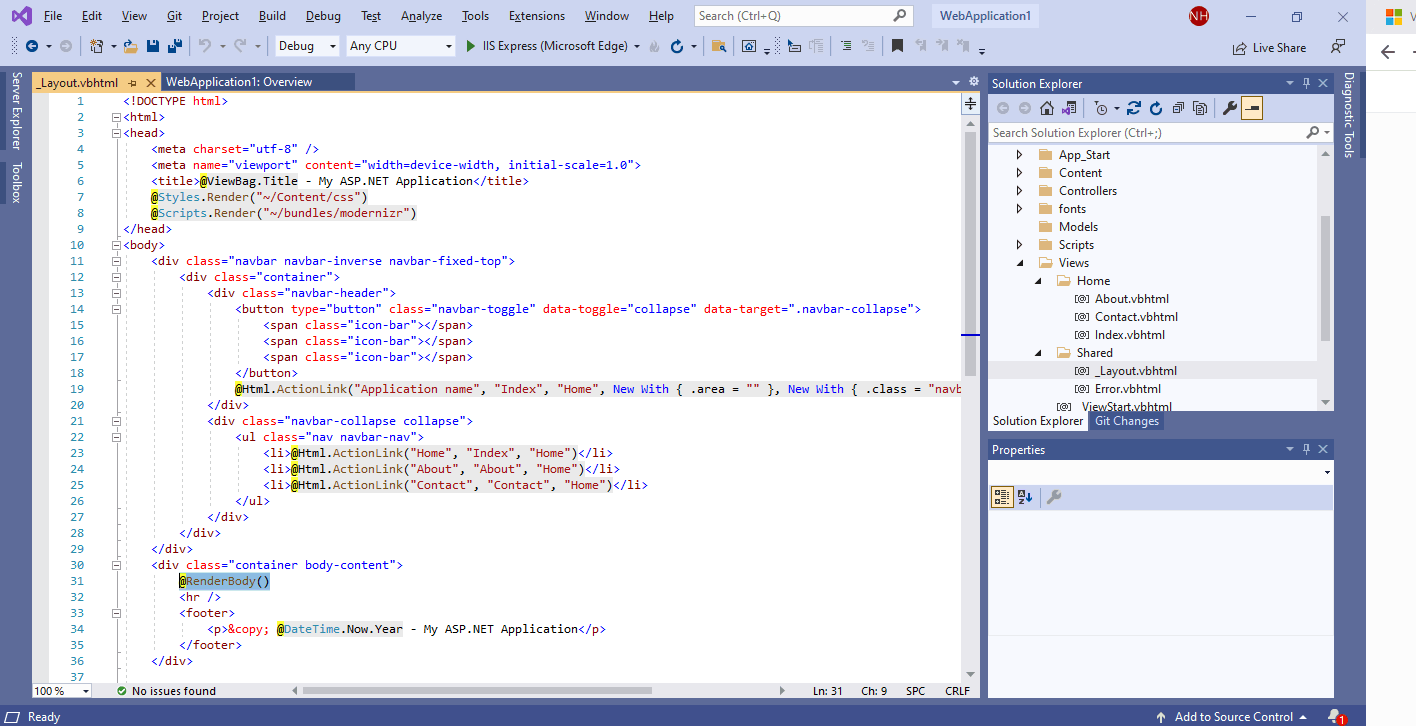 File Edit View Git Project Build Debug Test Analyze Tools Extensions Window Help Search (Ctrl+Q) WebApplication1 NH
Debug Any CPU IIS Express (Microsoft Edge) Live Share
Server Explorer
Toolbox
_Layout.vbhtml WebApplication1: Overview
1 <!DOCTYPE html>
2 <html>
3 <head>
4 <meta charset="utf-8" />
5 <meta name="viewport" content="width=device-width, initial-scale=1.0">
6 <title>@ViewBag.Title - My ASP.NET Application</title>
7 @Styles.Render("~/Content/css")
8 @Scripts.Render("~/bundles/modernizr")
9 </head>
10 <body>
11 <div class="navbar navbar-inverse navbar-fixed-top">
12 <div class="container">
13 <div class="navbar-header">
14 <button type="button" class="navbar-toggle" data-toggle="collapse" data-target=".navbar-collapse">
15 <span class="icon-bar"></span>
16 <span class="icon-bar"></span>
17 <span class="icon-bar"></span>
18 </button>
19 @Html.ActionLink("Application name", "Index", "Home", New With { .area = "" }, New With { .class = "navb
20 </div>
21 <div class="navbar-collapse collapse">
22 <ul class="nav navbar-nav">
23 <li>@Html.ActionLink("Home", "Index", "Home")</li>
24 <li>@Html.ActionLink("About", "About", "Home")</li>
25 <li>@Html.ActionLink("Contact", "Contact", "Home")</li>
26 </ul>
27 </div>
28 </div>
29 </div>
30 <div class="container body-content">
31 @RenderBody()
32 <hr />
33 <footer>
34 <p>&copy; @DateTime.Now.Year - My ASP.NET Application</p>
35 </footer>
36 </div>
37
100 % No issues found Ln: 31 Ch: 9 SPC CRLF
Solution Explorer
Search Solution Explorer (Ctrl+;)
App_Start
Content
Controllers
fonts
Models
Scripts
Views
Home
[@] About.vbhtml
[@] Contact.vbhtml
[@] Index.vbhtml
Shared
[@] _Layout.vbhtml
[@] Error.vbhtml
[@] _ViewStart.vbhtml
Solution Explorer Git Changes
Properties
Diagnostic Tools
Ready Add to Source Control 1